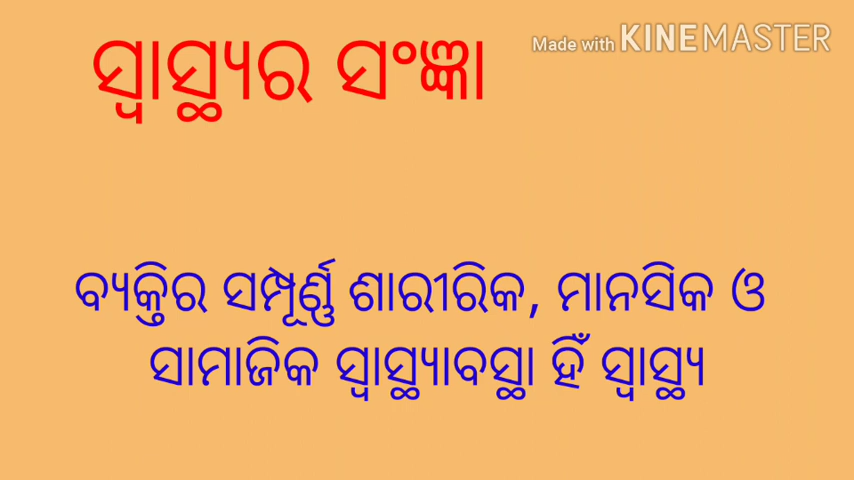 ସ୍ୱାସ୍ଥ୍ୟର ସଂଜ୍ଞା
Made with KINEMASTER
ବ୍ୟକ୍ତିର ସମ୍ପୂର୍ଣ୍ଣ ଶାରୀରିକ, ମାନସିକ ଓ
ସାମାଜିକ ସ୍ୱାସ୍ଥ୍ୟାବସ୍ଥା ହିଁ ସ୍ୱାସ୍ଥ୍ୟ